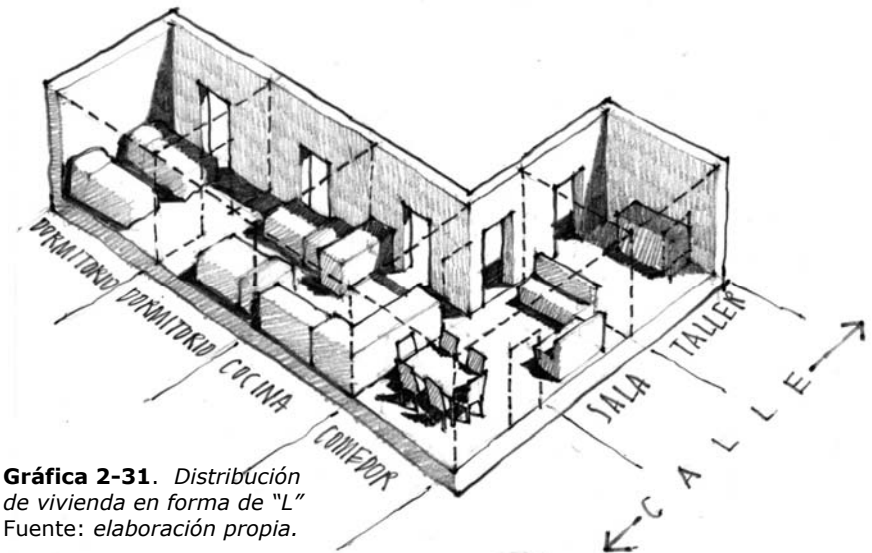 DORMITORIO
DORMITORIO
COCINA
COMEDOR
SALA
TALLER
CALLE
Gráfica 2-31. Distribución
de vivienda en forma de “L”
Fuente: elaboración propia.